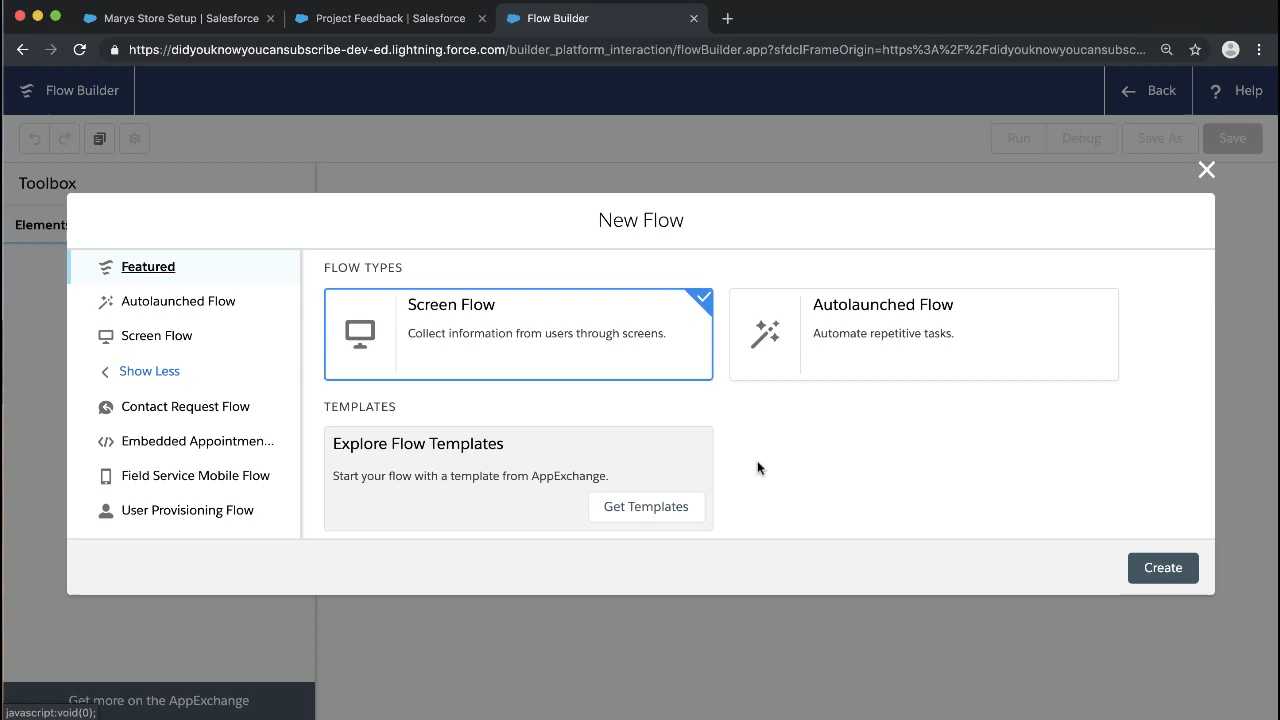 Marys Store Setup | Salesforce
Project Feedback | Salesforce
Flow Builder
https://didyouknowyoucansubscribe-dev-ed.lightning.force.com/builder_platform_interaction/flowBuilder.app?sfdcIFrameOrigin=https%3A%2F%2Fdidyouknowyoucansubsc...
Flow Builder
Back
? Help
Run
Debug
Save As
Save
Toolbox
Elements
New Flow
Featured
Autolaunched Flow
Screen Flow
Show Less
Contact Request Flow
Embedded Appointmen...
Field Service Mobile Flow
User Provisioning Flow
FLOW TYPES
Screen Flow
Collect information from users through screens.
Autolaunched Flow
Automate repetitive tasks.
TEMPLATES
Explore Flow Templates
Start your flow with a template from AppExchange.
Get Templates
Create
Get more on the AppExchange
javascript:void(0);